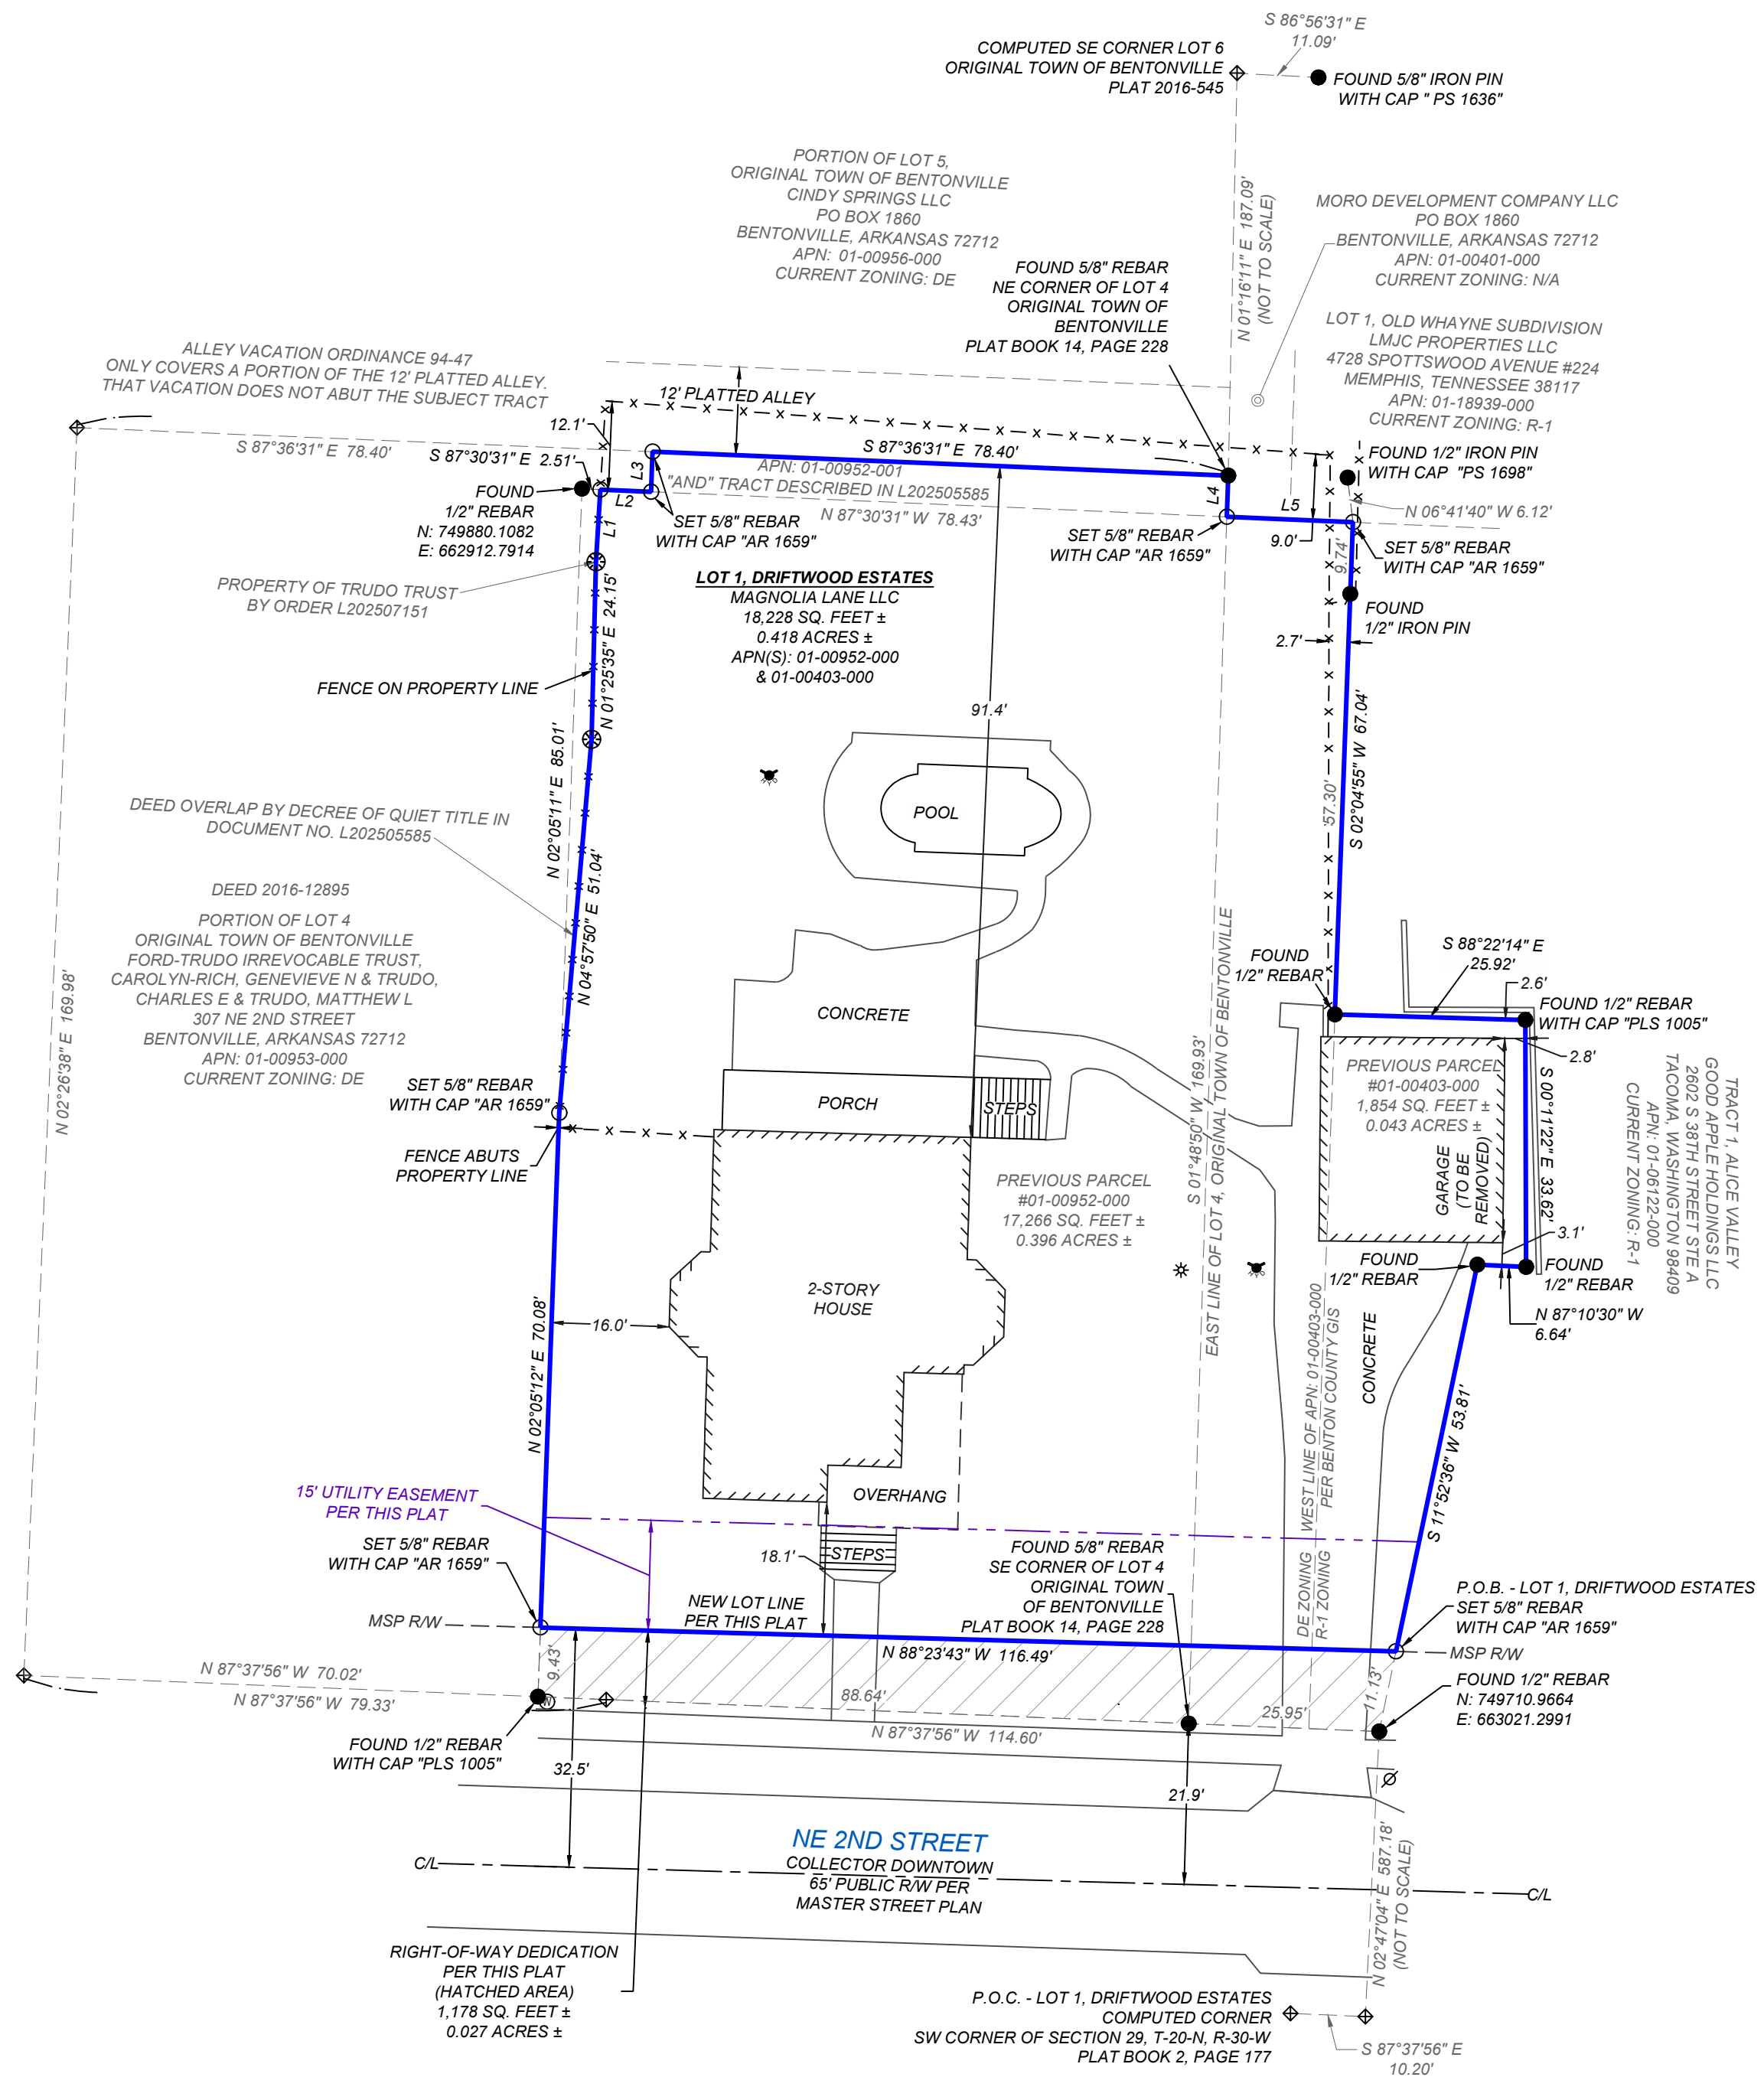 S 86°56'31" E
11.09'
COMPUTED SE CORNER LOT 6
ORIGINAL TOWN OF BENTONVILLE
PLAT 2016-545
FOUND 5/8" IRON PIN
WITH CAP " PS 1636"
N 01°16'11" E 187.09'
(NOT TO SCALE)
PORTION OF LOT 5,
ORIGINAL TOWN OF BENTONVILLE
CINDY SPRINGS LLC
PO BOX 1860
BENTONVILLE, ARKANSAS 72712
APN: 01-00956-000
CURRENT ZONING: DE
MORO DEVELOPMENT COMPANY LLC
PO BOX 1860
BENTONVILLE, ARKANSAS 72712
APN: 01-00401-000
CURRENT ZONING: N/A
FOUND 5/8" REBAR
NE CORNER OF LOT 4
ORIGINAL TOWN OF
BENTONVILLE
PLAT BOOK 14, PAGE 228
LOT 1, OLD WHAYNE SUBDIVISION
LMJC PROPERTIES LLC
4728 SPOTTSWOOD AVENUE #224
MEMPHIS, TENNESSEE 38117
APN: 01-18939-000
CURRENT ZONING: R-1
ALLEY VACATION ORDINANCE 94-47
ONLY COVERS A PORTION OF THE 12' PLATTED ALLEY.
THAT VACATION DOES NOT ABUT THE SUBJECT TRACT
12' PLATTED ALLEY
12.1'
S 87°36'31" E 78.40'
S 87°36'31" E 78.40'
S 87°30'31" E 2.51'
L3
L2
APN: 01-00952-001
"AND" TRACT DESCRIBED IN L202505585
N 87°30'31" W 78.43'
L4
L5
FOUND 1/2" IRON PIN
WITH CAP "PS 1698"
N 06°41'40" W 6.12'
FOUND
1/2" REBAR
N: 749880.1082
E: 662912.7914
L1
SET 5/8" REBAR
WITH CAP "AR 1659"
SET 5/8" REBAR
WITH CAP "AR 1659"
9.0'
9.74'
SET 5/8" REBAR
WITH CAP "AR 1659"
PROPERTY OF TRUDO TRUST
BY ORDER L202507151
LOT 1, DRIFTWOOD ESTATES
MAGNOLIA LANE LLC
18,228 SQ. FEET ±
0.418 ACRES ±
APN(S): 01-00952-000
& 01-00403-000
FOUND
1/2" IRON PIN
2.7'
N 01°25'35" E 24.15'
FENCE ON PROPERTY LINE
91.4'
N 02°05'11" E 85.01'
57.30'
S 02°04'55" W 67.04'
POOL
DEED OVERLAP BY DECREE OF QUIET TITLE IN
DOCUMENT NO. L202505585
N 04°57'50" E 51.04'
DEED 2016-12895
PORTION OF LOT 4
ORIGINAL TOWN OF BENTONVILLE
FORD-TRUDO IRREVOCABLE TRUST,
CAROLYN-RICH, GENEVIEVE N & TRUDO,
CHARLES E & TRUDO, MATTHEW L
307 NE 2ND STREET
BENTONVILLE, ARKANSAS 72712
APN: 01-00953-000
CURRENT ZONING: DE
N 02°26'38" E 169.98'
FOUND
1/2" REBAR
S 88°22'14" E
25.92'
2.6'
FOUND 1/2" REBAR
WITH CAP "PLS 1005"
2.8'
CONCRETE
SET 5/8" REBAR
WITH CAP "AR 1659"
PORCH
STEPS
S 01°48'50" W 169.93'
EAST LINE OF LOT 4, ORIGINAL TOWN OF BENTONVILLE
PREVIOUS PARCEL
#01-00403-000
1,854 SQ. FEET ±
0.043 ACRES ±
GARAGE
(TO BE
REMOVED)
S 00°11'22" E 33.62'
TRACT 1, ALICE VALLEY
GOOD APPLE HOLDINGS LLC
2602 S 38TH STREET STE A
TACOMA, WASHINGTON 98409
APN: 01-06122-000
CURRENT ZONING: R-1
FENCE ABUTS
PROPERTY LINE
PREVIOUS PARCEL
#01-00952-000
17,266 SQ. FEET ±
0.396 ACRES ±
3.1'
FOUND
1/2" REBAR
FOUND
1/2" REBAR
N 87°10'30" W
6.64'
2-STORY
HOUSE
16.0'
N 02°05'12" E 70.08'
CONCRETE
WEST LINE OF APN: 01-00403-000
PER BENTON COUNTY GIS
S 11°52'36" W 53.81'
OVERHANG
15' UTILITY EASEMENT
PER THIS PLAT
STEPS
18.1'
SET 5/8" REBAR
WITH CAP "AR 1659"
FOUND 5/8" REBAR
SE CORNER OF LOT 4
ORIGINAL TOWN
OF BENTONVILLE
PLAT BOOK 14, PAGE 228
DE ZONING
R-1 ZONING
P.O.B. - LOT 1, DRIFTWOOD ESTATES
SET 5/8" REBAR
WITH CAP "AR 1659"
NEW LOT LINE
PER THIS PLAT
MSP R/W
N 88°23'43" W 116.49'
MSP R/W
9.43'
N 87°37'56" W 70.02'
N 87°37'56" W 79.33'
W
88.64'
25.95'
11.13'
FOUND 1/2" REBAR
N: 749710.9664
E: 663021.2991
N 87°37'56" W 114.60'
FOUND 1/2" REBAR
WITH CAP "PLS 1005"
32.5'
21.9'
NE 2ND STREET
C/L
COLLECTOR DOWNTOWN
65' PUBLIC R/W PER
MASTER STREET PLAN
C/L
N 02°47'04" E 587.18'
(NOT TO SCALE)
RIGHT-OF-WAY DEDICATION
PER THIS PLAT
(HATCHED AREA)
1,178 SQ. FEET ±
0.027 ACRES ±
P.O.C. - LOT 1, DRIFTWOOD ESTATES
COMPUTED CORNER
SW CORNER OF SECTION 29, T-20-N, R-30-W
PLAT BOOK 2, PAGE 177
S 87°37'56" E
10.20'